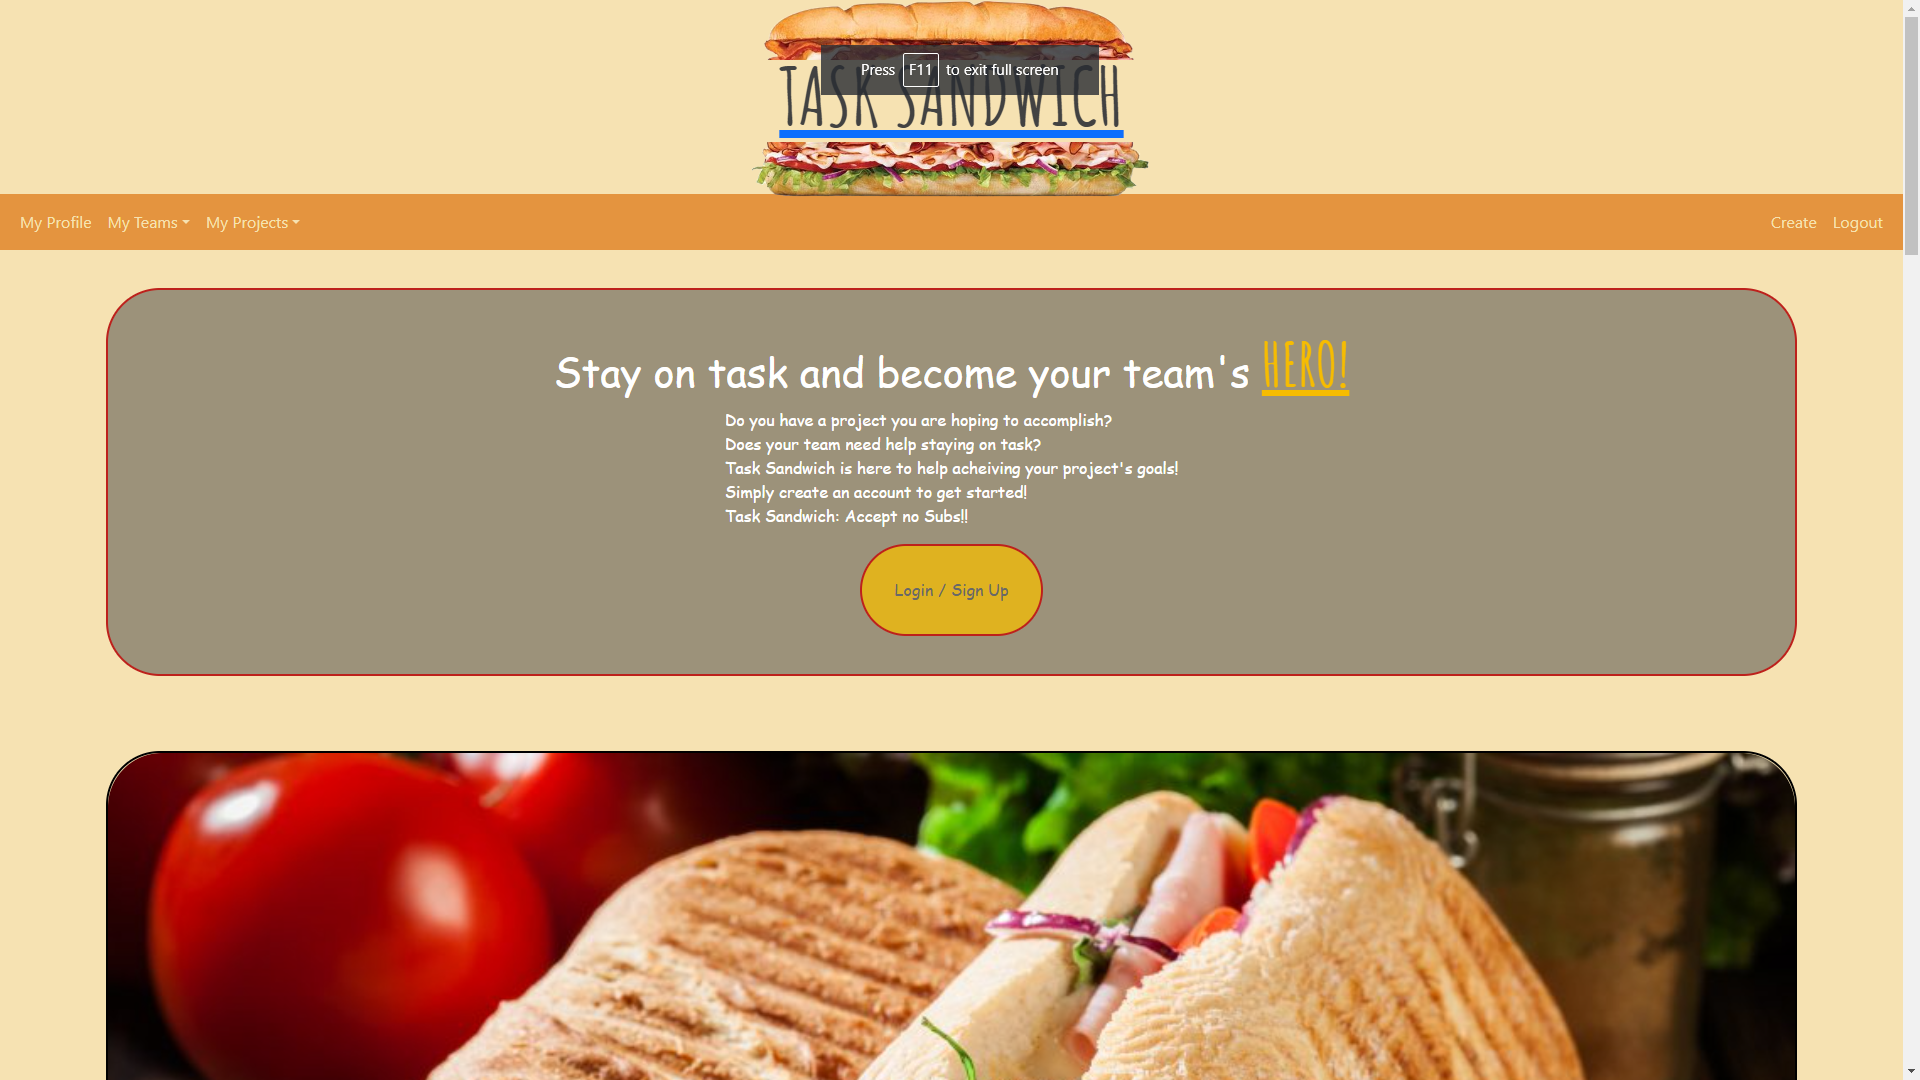 Press F11 to exit full screen
TASK SANDWICH
My Profile My Teams My Projects Create Logout
Stay on task and become your team's HERO!
Do you have a project you are hoping to accomplish?
Does your team need help staying on task?
Task Sandwich is here to help acheiving your project's goals!
Simply create an account to get started!
Task Sandwich: Accept no Subs!!
Login / Sign Up